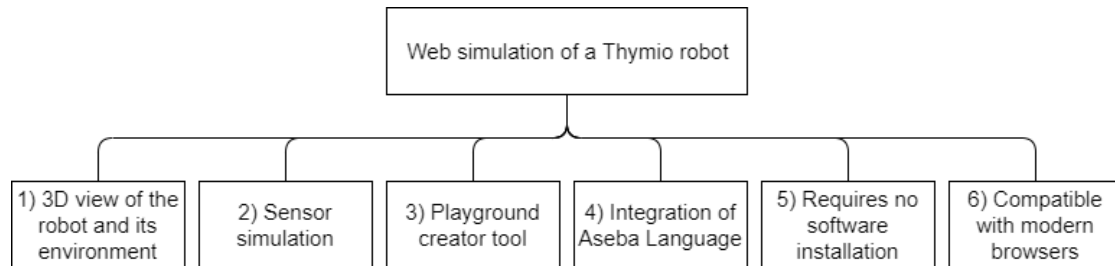 Web simulation of a Thymio robot
1) 3D view of the
robot and its
environment
2) Sensor
simulation
3) Playground
creator tool
4) Integration of
Aseba Language
5) Requires no
software
installation
6) Compatible
with modern
browsers